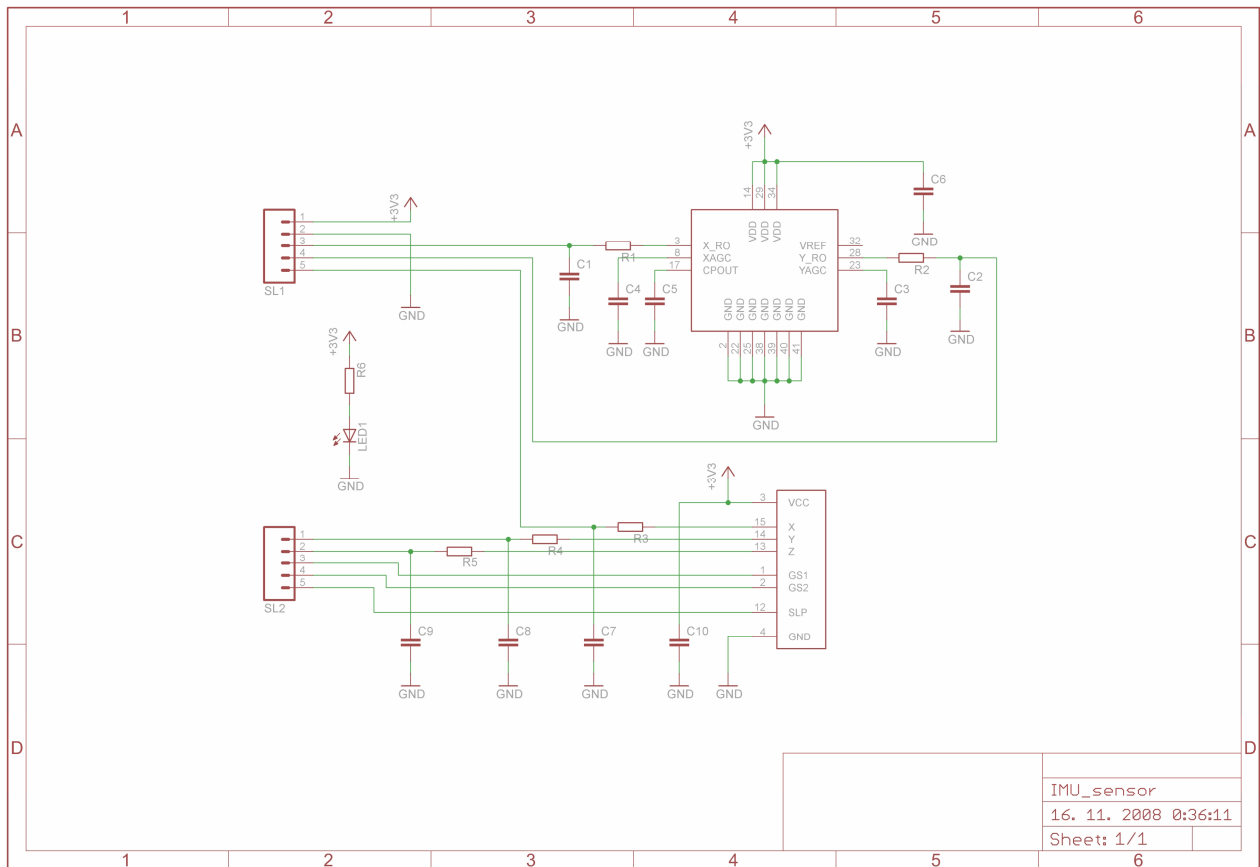 1 2 3 4 5 6
A A
+3V3
C6
14 29 34
+3V3
VDD VDD VDD
1
2
3
4
5
SL1
GND
3 X_RO VREF 32
8 XAGC Y_RO 28
17 CPOUT YAGC 23
R1
R2
C1
C2
C4
C5
C3
GND GND GND GND GND GND GND
GND
GND
B B
GND
GND GND
GND
GND
2 22 25 38 39 40 41
+3V3
R6
GND
LED1
GND
+3V3
3 VCC
15 X
14 Y
13 Z
1 GS1
2 GS2
12 SLP
4 GND
C C
1
2
3
4
5
SL2
R3
R4
R5
C9 C8 C7 C10
GND GND GND GND GND
D D
IMU_sensor
16. 11. 2008 0:36:11
Sheet: 1/1
1 2 3 4 5 6